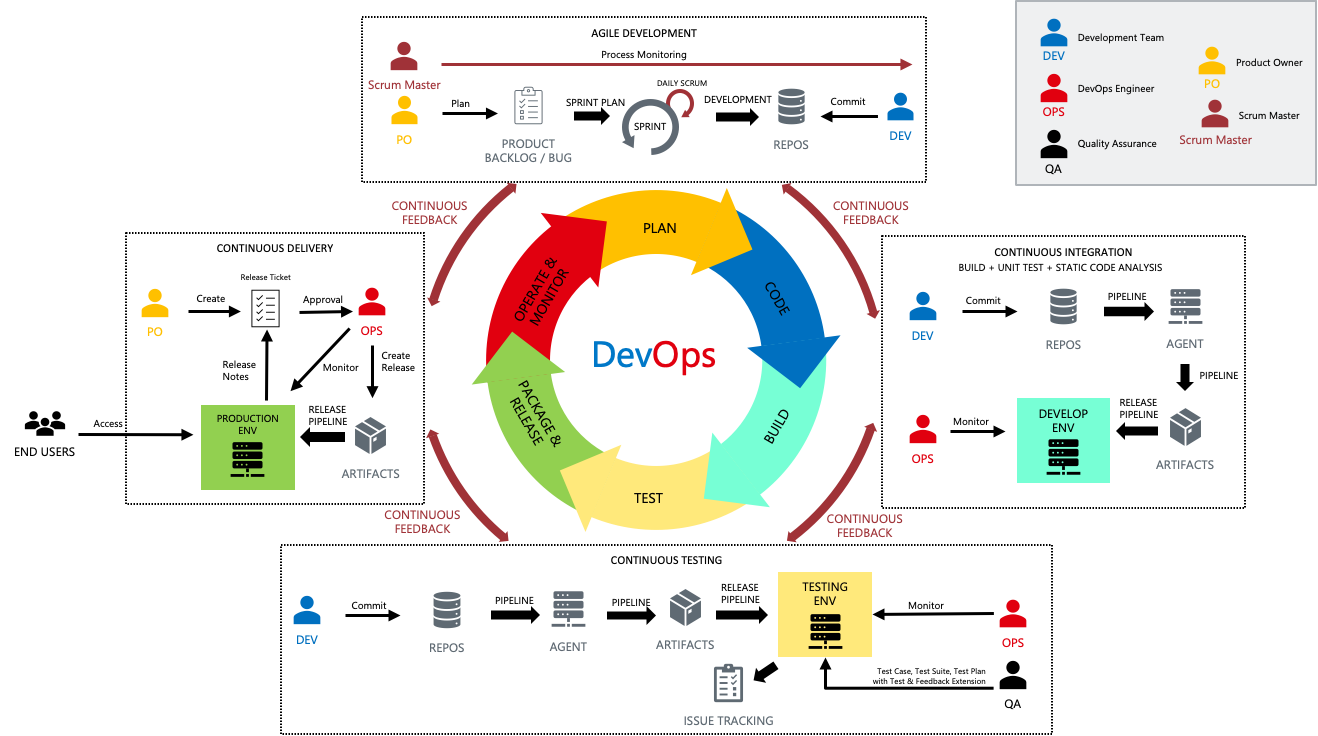 AGILE DEVELOPMENT
Process Monitoring
Scrum Master
PO
Plan
PRODUCT
BACKLOG / BUG
SPRINT PLAN
SPRINT
DAILY SCRUM
DEVELOPMENT
REPOS
Commit
DEV
DEV
Development Team
OPS
DevOps Engineer
QA
Quality Assurance
PO
Product Owner
Scrum Master
Scrum Master
CONTINUOUS
FEEDBACK
CONTINUOUS
FEEDBACK
PLAN
CODE
BUILD
TEST
PACKAGE &
RELEASE
OPERATE &
MONITOR
DevOps
CONTINUOUS DELIVERY
Release Ticket
PO
Create
Approval
OPS
Release
Notes
Monitor
Create
Release
PRODUCTION
ENV
RELEASE
PIPELINE
ARTIFACTS
Access
END USERS
CONTINUOUS INTEGRATION
BUILD + UNIT TEST + STATIC CODE ANALYSIS
DEV
Commit
REPOS
PIPELINE
AGENT
PIPELINE
OPS
Monitor
DEVELOP
ENV
RELEASE
PIPELINE
ARTIFACTS
CONTINUOUS
FEEDBACK
CONTINUOUS
FEEDBACK
CONTINUOUS TESTING
DEV
Commit
REPOS
PIPELINE
AGENT
PIPELINE
ARTIFACTS
RELEASE
PIPELINE
TESTING
ENV
Monitor
OPS
Test Case, Test Suite, Test Plan
with Test & Feedback Extension
QA
ISSUE TRACKING